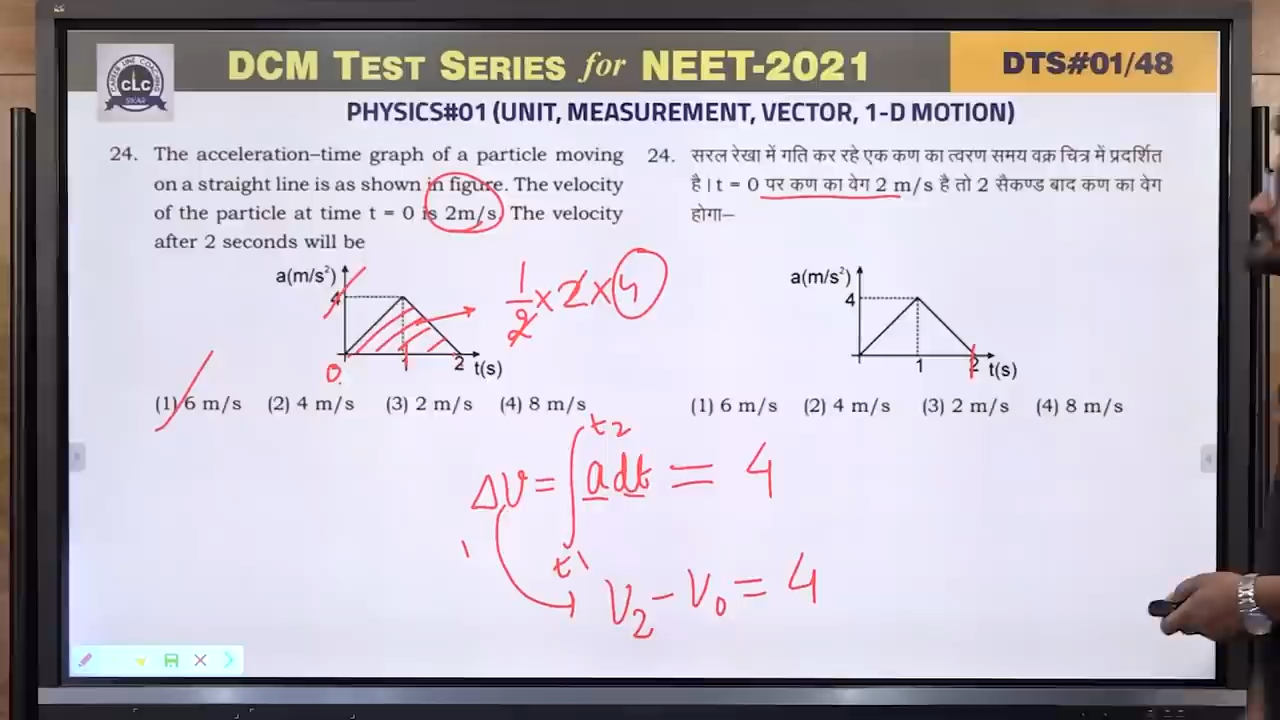 DCM TEST SERIES for NEET-2021
DTS#01/48
CLC
SIKAR
PHYSICS#01 (UNIT, MEASUREMENT, VECTOR, 1-D MOTION)
24. The acceleration–time graph of a particle moving
on a straight line is as shown in figure. The velocity
of the particle at time t = 0 is 2m/s. The velocity
after 2 seconds will be
a(m/s²)
4
0
1
2
t(s)
1/2 × 2 × 4
(1) 6 m/s (2) 4 m/s (3) 2 m/s (4) 8 m/s
24. सरल रेखा में गति कर रहे एक कण का त्वरण समय वक्र चित्र में प्रदर्शित
है। t = 0 पर कण का वेग 2 m/s है तो 2 सैकण्ड बाद कण का वेग
होगा–
a(m/s²)
4
1
2
t(s)
(1) 6 m/s (2) 4 m/s (3) 2 m/s (4) 8 m/s
t2
Δv = ∫ a dt = 4
t1
V2 - V0 = 4